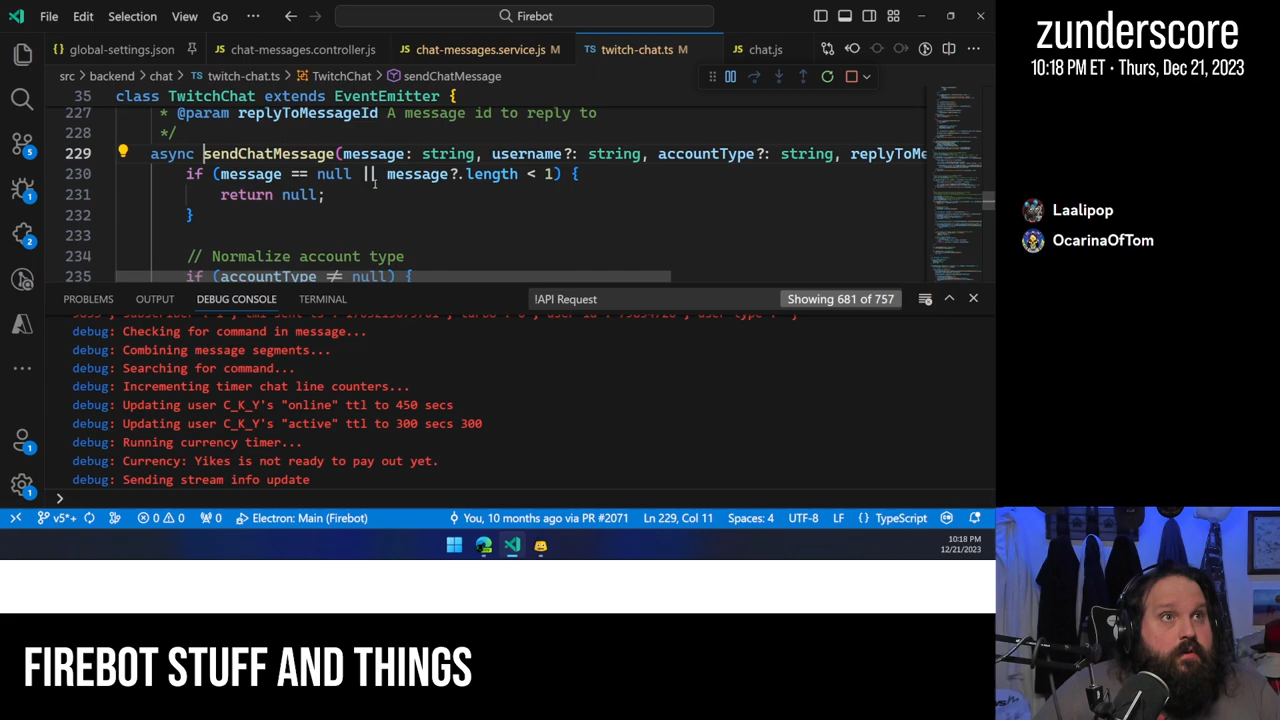 File Edit Selection View Go ··· Firebot
global-settings.json chat-messages.controller.js chat-messages.service.js M twitch-chat.ts M chat.js
src > backend > chat > twitch-chat.ts > TwitchChat > sendChatMessage
35 class TwitchChat extends EventEmitter {
227 * @param replyToMessageId A message id to reply to
228 */
229 async sendChatMessage(message: string, username?: string, accountType?: string, replyToMe
230 if (message == null || message?.length < 1) {
231 return null;
232 }
233
234 // Normalize account type
235 if (accountType ≠ null) {
PROBLEMS OUTPUT DEBUG CONSOLE TERMINAL !API Request Showing 681 of 757
debug: Checking for command in message...
debug: Combining message segments...
debug: Searching for command...
debug: Incrementing timer chat line counters...
debug: Updating user C_K_Y's "online" ttl to 450 secs
debug: Updating user C_K_Y's "active" ttl to 300 secs 300
debug: Running currency timer...
debug: Currency: Yikes is not ready to pay out yet.
debug: Sending stream info update
>
v5*+ 0 0 0 Electron: Main (Firebot) You, 10 months ago via PR #2071 Ln 229, Col 11 Spaces: 4 UTF-8 LF {} TypeScript
10:18 PM
12/21/2023
FIREBOT STUFF AND THINGS
zunderscore
10:18 PM ET · Thurs, Dec 21, 2023
Laalipop
OcarinaOfTom
5
1
2
1
1